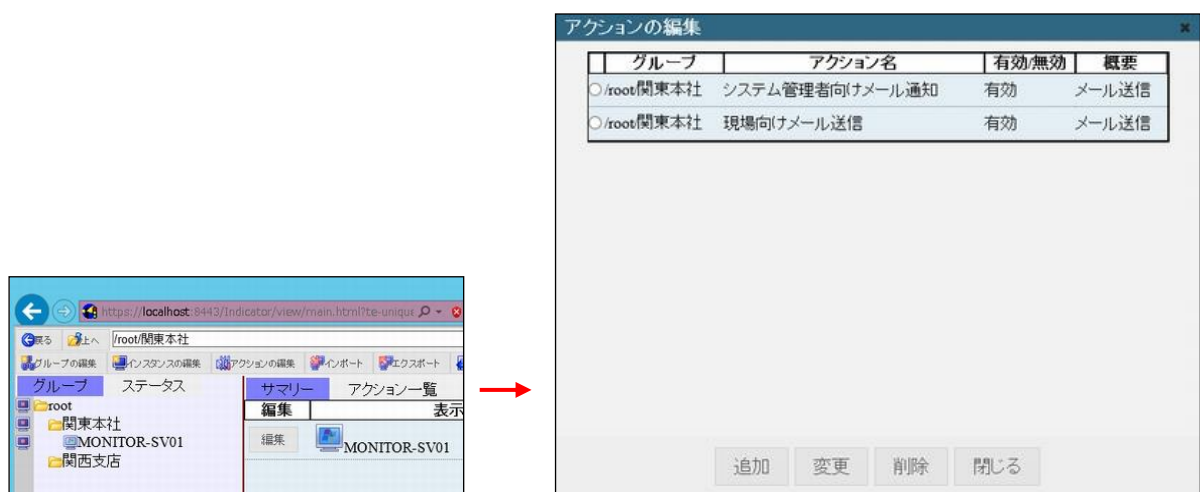 アクションの編集
グループ アクション名 有効/無効 概要
/root/関東本社 システム管理者向けメール通知 有効 メール送信
/root/関東本社 現場向けメール送信 有効 メール送信
追加 変更 削除 閉じる
https://localhost:8443/Indicator/view/main.html?te-unique
戻る 上へ /root/関東本社
グループの編集 インスタンスの編集 アクションの編集 インポート エクスポート
グループ ステータス サマリー アクション一覧
編集 表示
root
関東本社
編集 MONITOR-SV01
MONITOR-SV01
関西支店